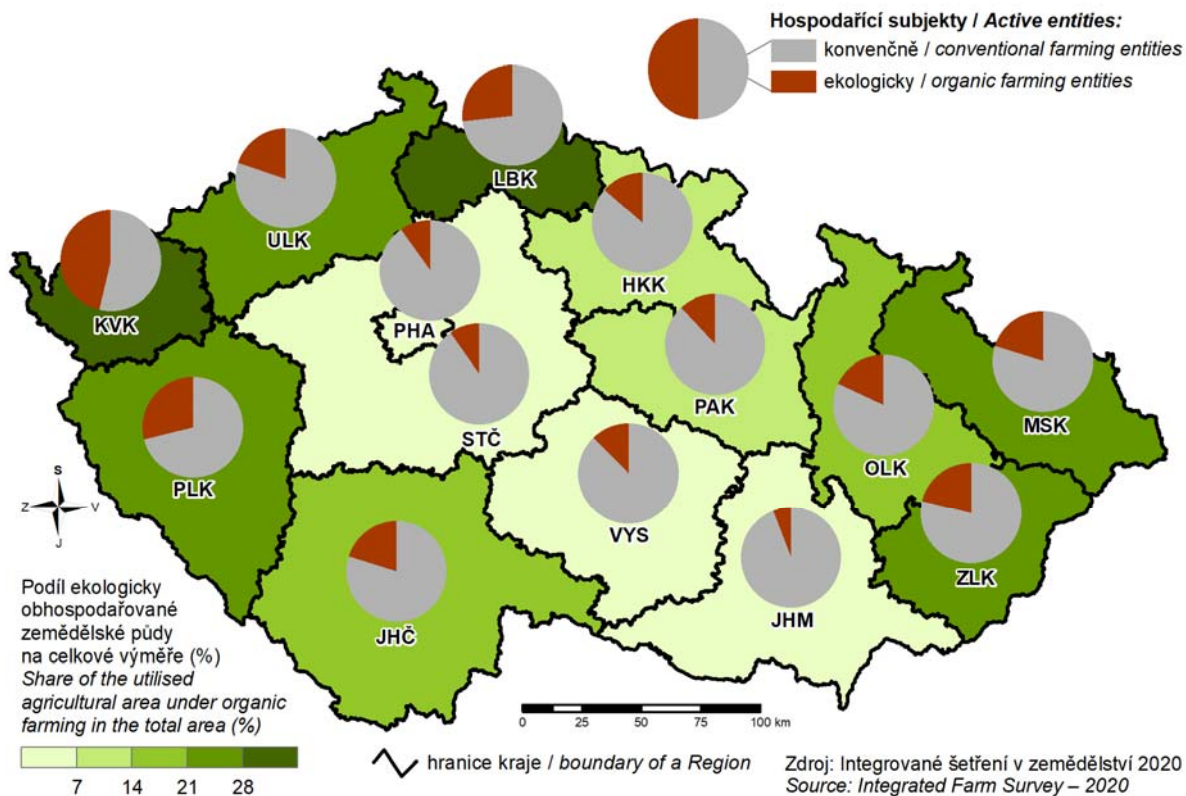 Hospodařící subjekty / Active entities:
konvenčně / conventional farming entities
ekologicky / organic farming entities
LBK
ULK
HKK
KVK
PHA
PAK
MSK
STČ
OLK
PLK
VYS
ZLK
JHČ
JHM
S
Z
V
J
Podíl ekologicky
obhospodařované
zemědělské půdy
na celkové výměře (%)
Share of the utilised
agricultural area under organic
farming in the total area (%)
7 14 21 28
0 25 50 75 100 km
hranice kraje / boundary of a Region
Zdroj: Integrované šetření v zemědělství 2020
Source: Integrated Farm Survey – 2020